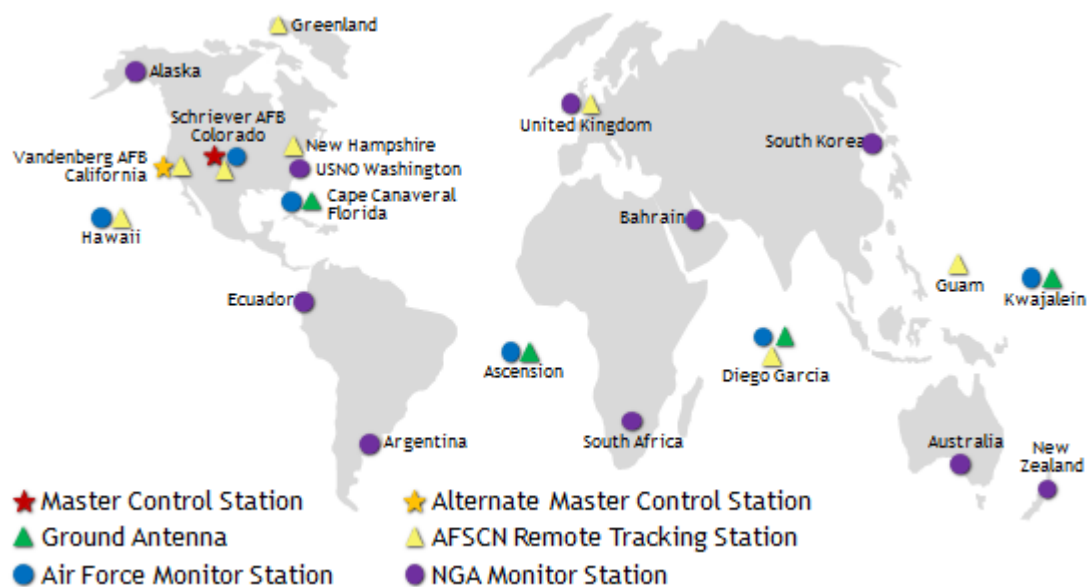 Greenland
Alaska
Schriever AFB
Colorado
United Kingdom
South Korea
New Hampshire
Vandenberg AFB
California
USNO Washington
Cape Canaveral
Florida
Bahrain
Hawaii
Guam
Kwajalein
Ecuador
Ascension
Diego Garcia
Argentina
South Africa
Australia
New
Zealand
Master Control Station
Alternate Master Control Station
Ground Antenna
AFSCN Remote Tracking Station
Air Force Monitor Station
NGA Monitor Station